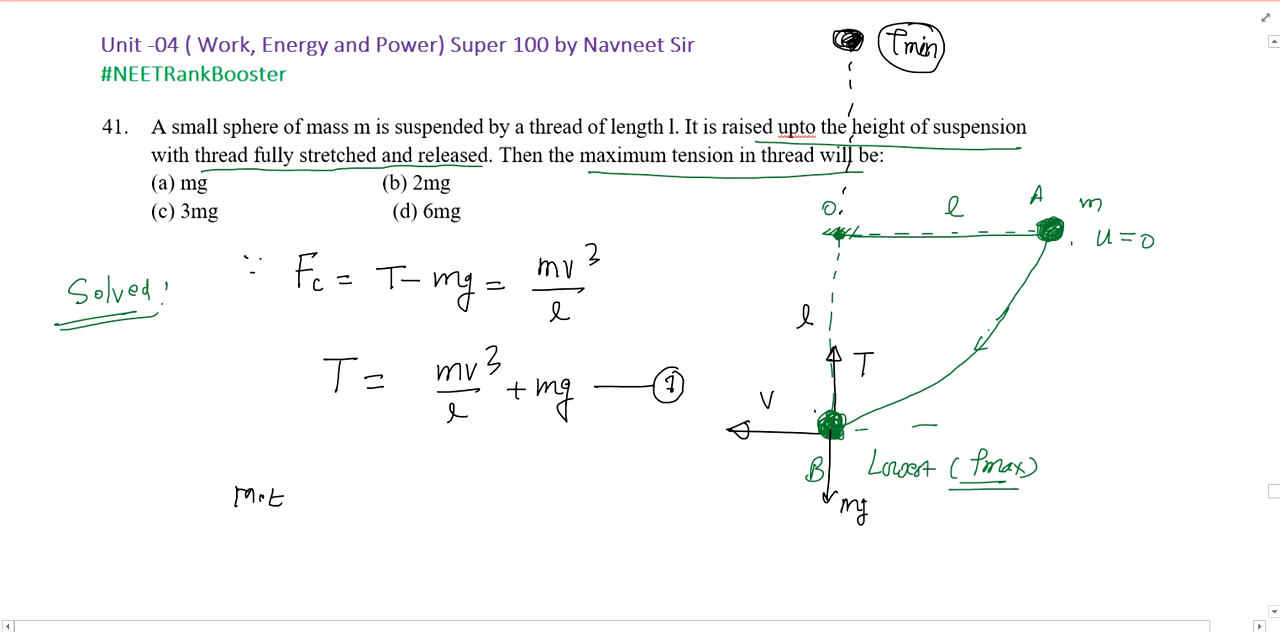 Unit -04 ( Work, Energy and Power) Super 100 by Navneet Sir
#NEETRankBooster
Tmin
41. A small sphere of mass m is suspended by a thread of length l. It is raised upto the height of suspension
with thread fully stretched and released. Then the maximum tension in thread will be:
(a) mg (b) 2mg
(c) 3mg (d) 6mg
O. l A m
u=0
Solved!
∵ Fc = T- mg = mv³/l
l
T = mv³/l + mg — 1
T
V
B Lowest (Tmax)
mg
M.E